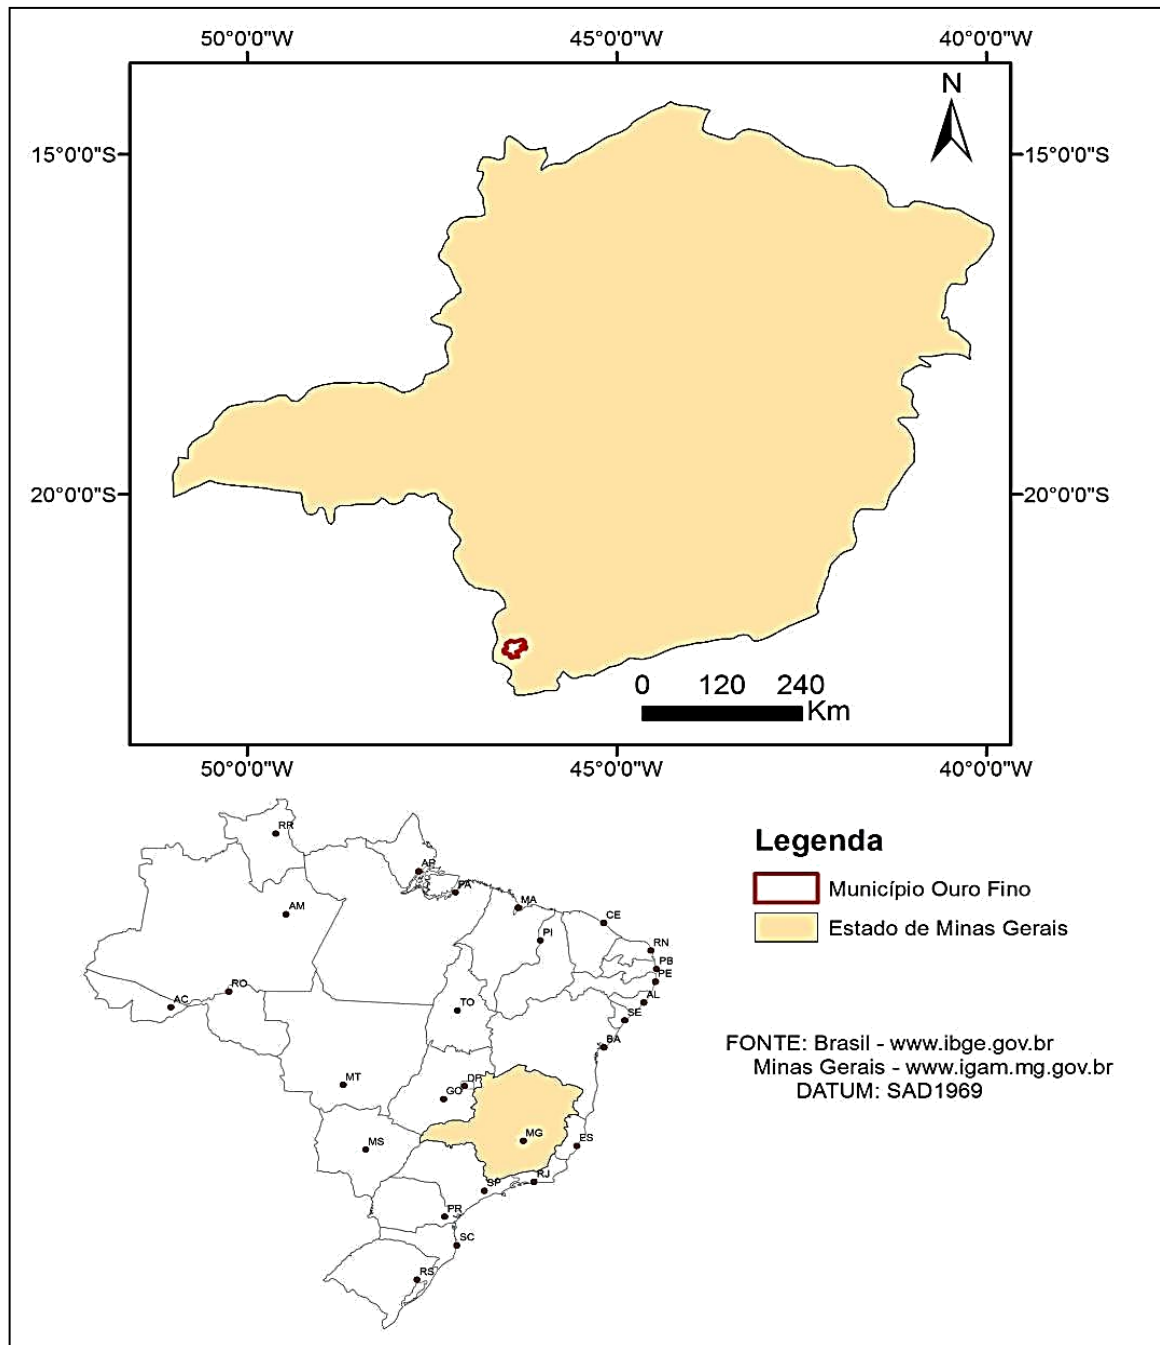 50°0'0"W 45°0'0"W 40°0'0"W
N
15°0'0"S 15°0'0"S
20°0'0"S 20°0'0"S
0 120 240
Km
50°0'0"W 45°0'0"W 40°0'0"W
RR
AP
PA
MA
AM
CE
PI
RN
PB
PE
RO
AC
TO
AL
SE
BA
MT
DF
GO
MG
ES
MS
RJ
SP
PR
SC
RS
Legenda
Município Ouro Fino
Estado de Minas Gerais
FONTE: Brasil - www.ibge.gov.br
Minas Gerais - www.igam.mg.gov.br
DATUM: SAD1969